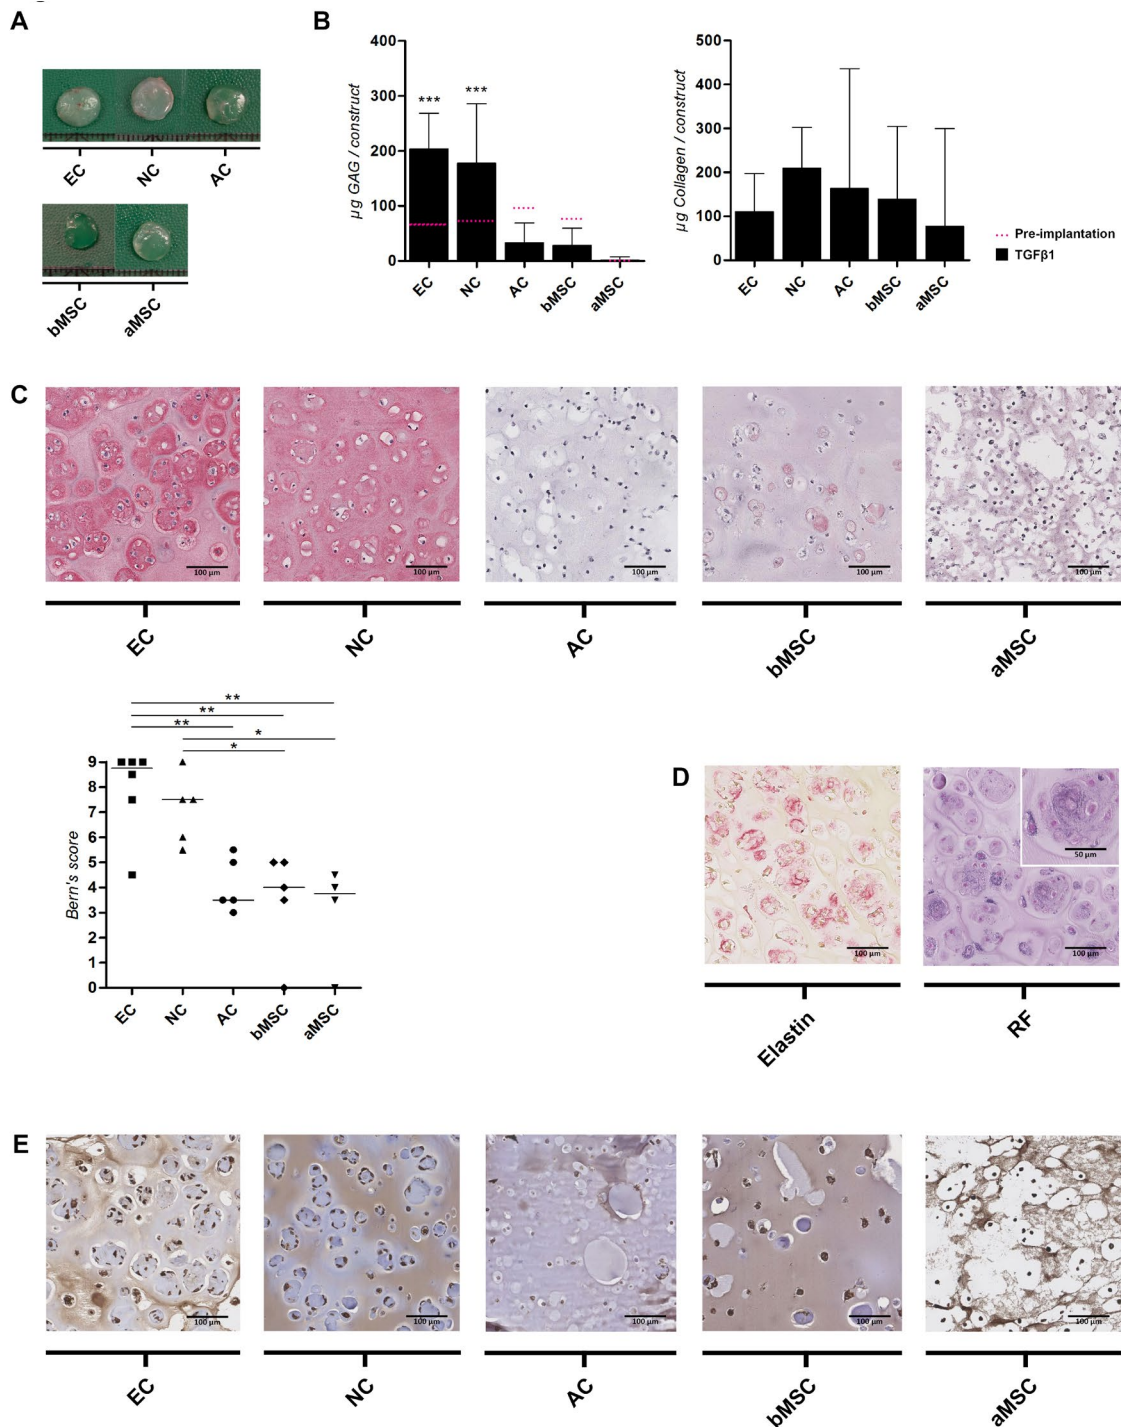 A
EC
NC
AC
bMSC
aMSC
B
µg GAG / construct
400
300
200
100
0
***
***
EC
NC
AC
bMSC
aMSC
µg Collagen / construct
500
400
300
200
100
0
EC
NC
AC
bMSC
aMSC
Pre-implantation
TGFβ1
C
100 µm
100 µm
100 µm
100 µm
100 µm
EC
NC
AC
bMSC
aMSC
**
**
**
*
*
Bern's score
9
8
7
6
5
4
3
2
1
0
EC
NC
AC
bMSC
aMSC
D
50 µm
100 µm
100 µm
Elastin
RF
E
100 µm
100 µm
100 µm
100 µm
100 µm
EC
NC
AC
bMSC
aMSC